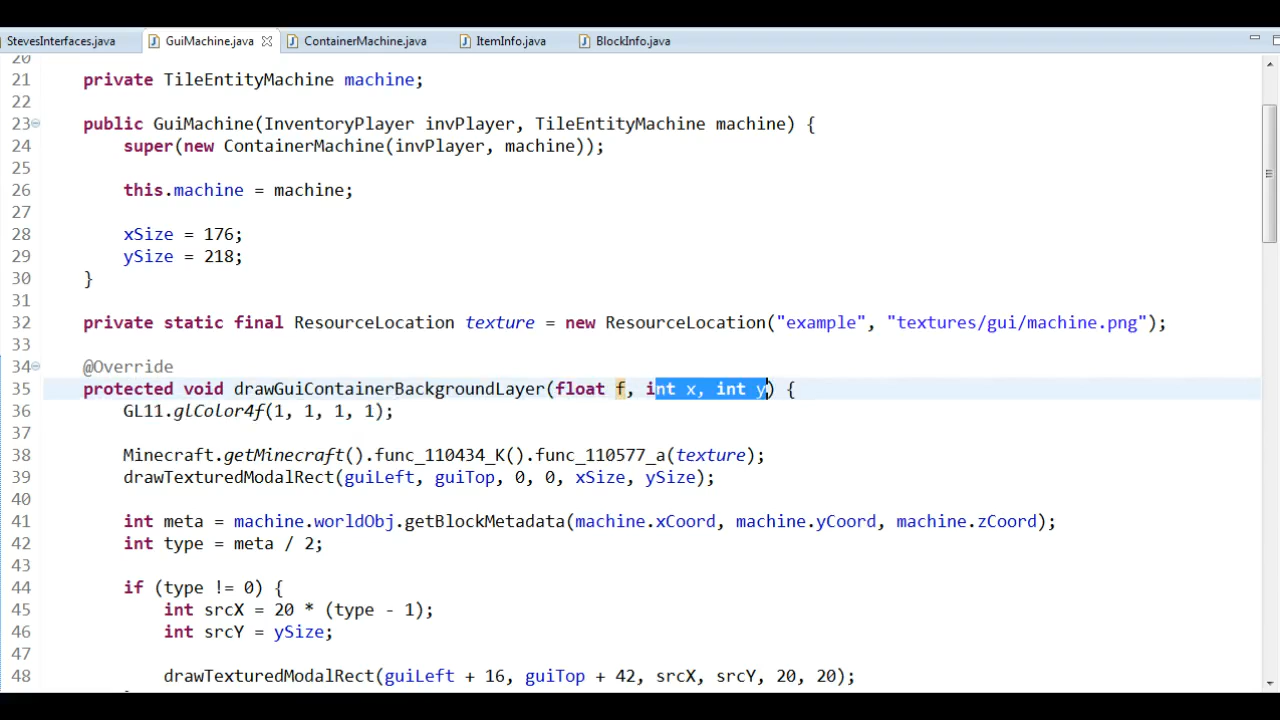 StevesInterfaces.java GuiMachine.java ContainerMachine.java ItemInfo.java BlockInfo.java
20
21 private TileEntityMachine machine;
22
23 public GuiMachine(InventoryPlayer invPlayer, TileEntityMachine machine) {
24 super(new ContainerMachine(invPlayer, machine));
25
26 this.machine = machine;
27
28 xSize = 176;
29 ySize = 218;
30 }
31
32 private static final ResourceLocation texture = new ResourceLocation("example", "textures/gui/machine.png");
33
34 @Override
35 protected void drawGuiContainerBackgroundLayer(float f, int x, int y) {
36 GL11.glColor4f(1, 1, 1, 1);
37
38 Minecraft.getMinecraft().func_110434_K().func_110577_a(texture);
39 drawTexturedModalRect(guiLeft, guiTop, 0, 0, xSize, ySize);
40
41 int meta = machine.worldObj.getBlockMetadata(machine.xCoord, machine.yCoord, machine.zCoord);
42 int type = meta / 2;
43
44 if (type != 0) {
45 int srcX = 20 * (type - 1);
46 int srcY = ySize;
47
48 drawTexturedModalRect(guiLeft + 16, guiTop + 42, srcX, srcY, 20, 20);